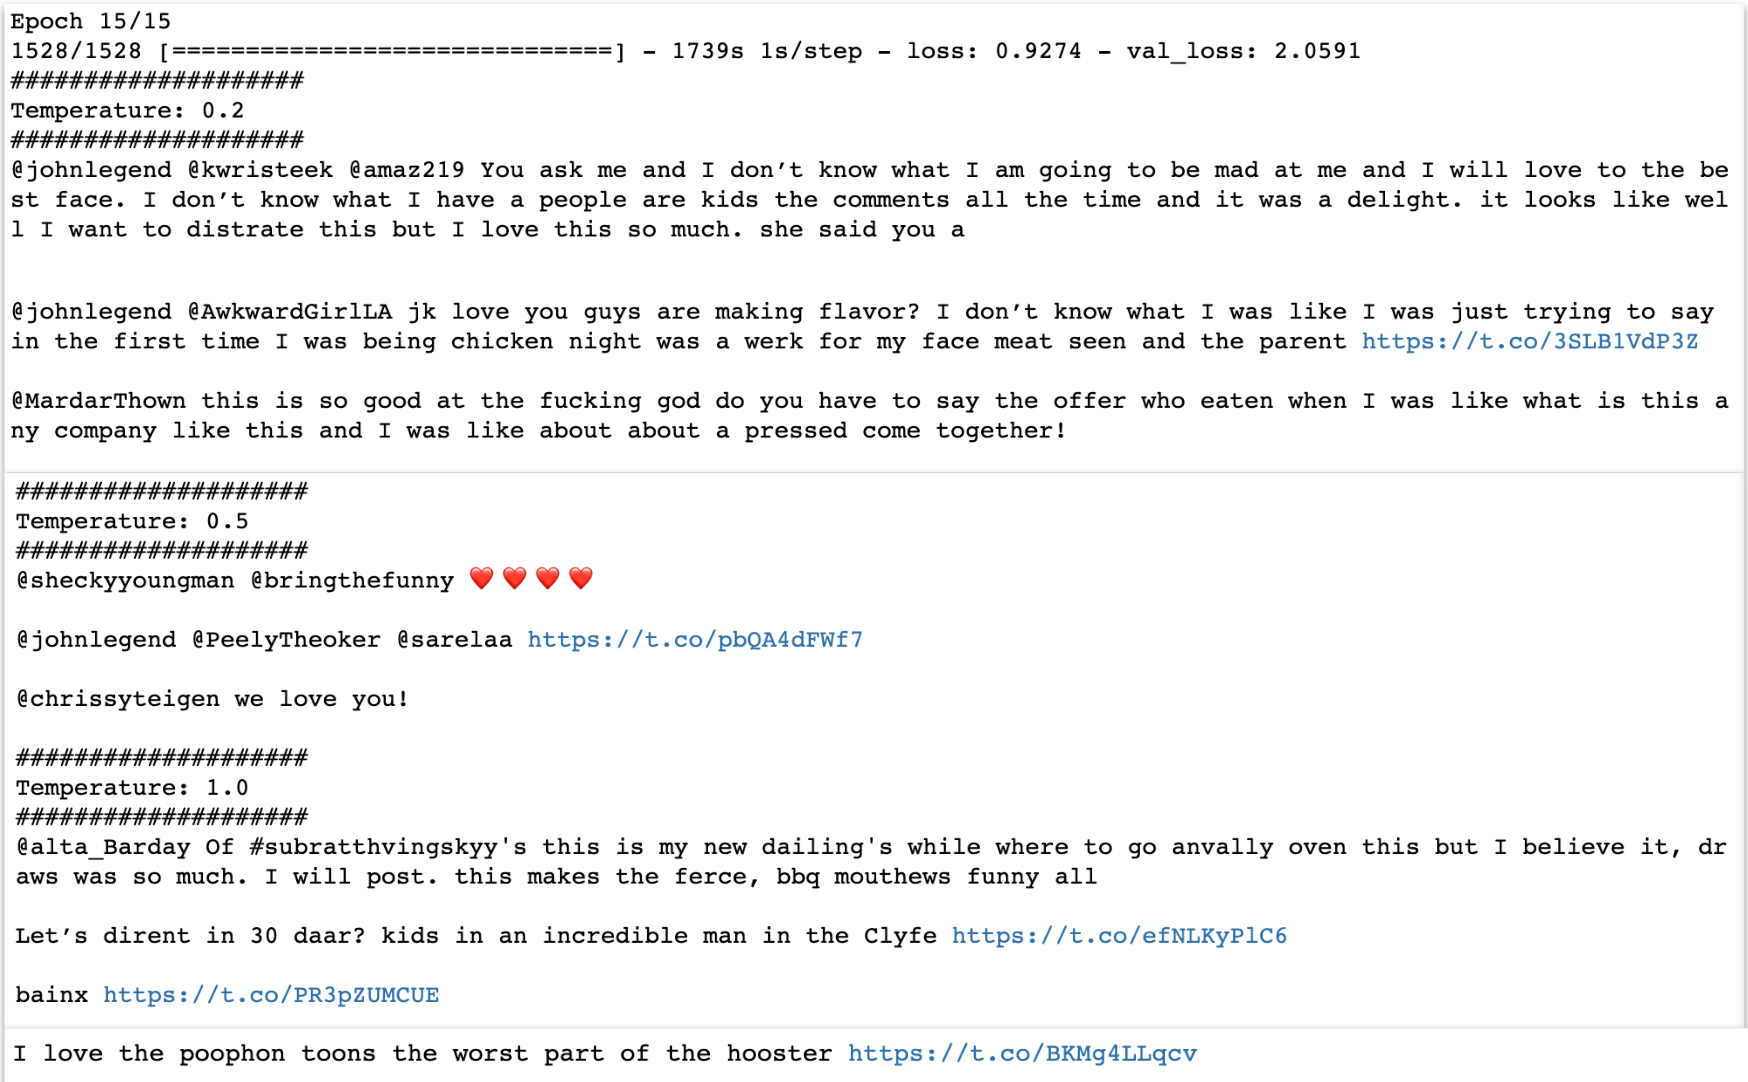 Epoch 15/15
1528/1528 [==============================] - 1739s 1s/step - loss: 0.9274 - val_loss: 2.0591
####################
Temperature: 0.2
####################
@johnlegend @kwristeek @amaz219 You ask me and I don’t know what I am going to be mad at me and I will love to the be
st face. I don’t know what I have a people are kids the comments all the time and it was a delight. it looks like wel
l I want to distrate this but I love this so much. she said you a
@johnlegend @AwkwardGirlLA jk love you guys are making flavor? I don’t know what I was like I was just trying to say
in the first time I was being chicken night was a werk for my face meat seen and the parent https://t.co/3SLB1VdP3Z
@MardarThown this is so good at the fucking god do you have to say the offer who eaten when I was like what is this a
ny company like this and I was like about about a pressed come together!
####################
Temperature: 0.5
####################
@sheckyyoungman @bringthefunny ❤️ ❤️ ❤️ ❤️
@johnlegend @PeelyTheoker @sarelaa https://t.co/pbQA4dFWf7
@chrissyteigen we love you!
####################
Temperature: 1.0
####################
@alta_Barday Of #subratthvingskyy's this is my new dailing's while where to go anvally oven this but I believe it, dr
aws was so much. I will post. this makes the ferce, bbq mouthews funny all
Let’s dirent in 30 daar? kids in an incredible man in the Clyfe https://t.co/efNLKyPlC6
bainx https://t.co/PR3pZUMCUE
I love the poophon toons the worst part of the hooster https://t.co/BKMg4LLqcv